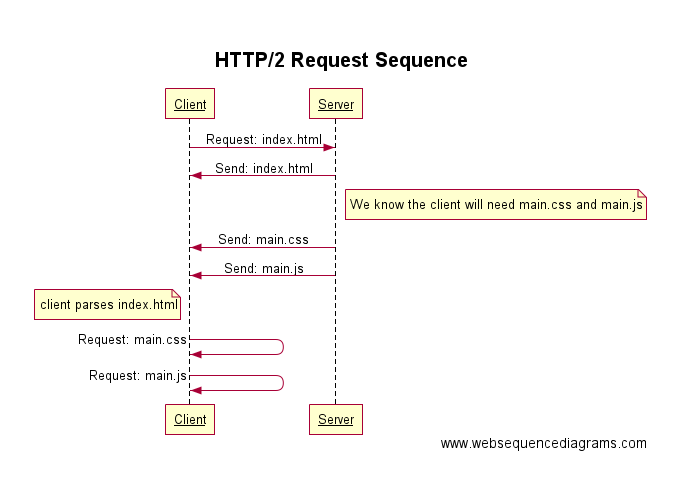 HTTP/2 Request Sequence
Client
Server
Request: index.html
Send: index.html
We know the client will need main.css and main.js
Send: main.css
Send: main.js
client parses index.html
Request: main.css
Request: main.js
Client
Server
www.websequencediagrams.com